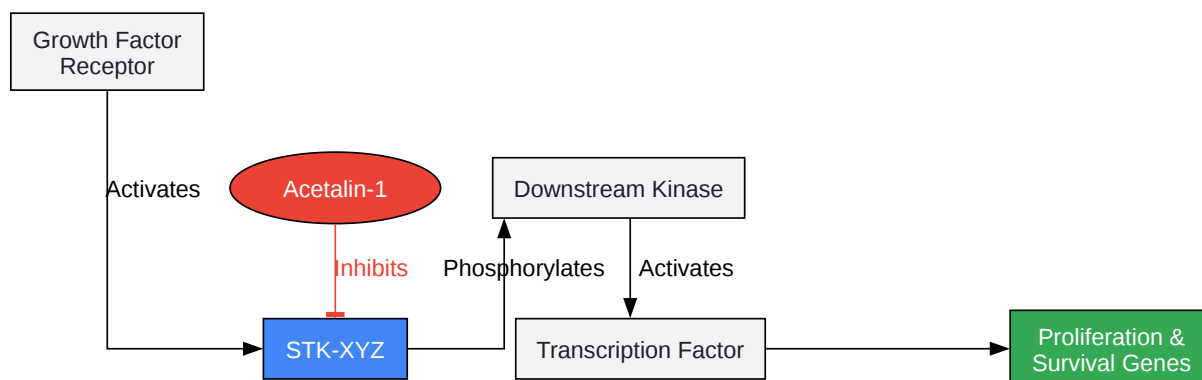 Growth Factor
Receptor
Activates
Acetalin-1
Downstream Kinase
Inhibits
Phosphorylates
Activates
STK-XYZ
Transcription Factor
Proliferation &
Survival Genes